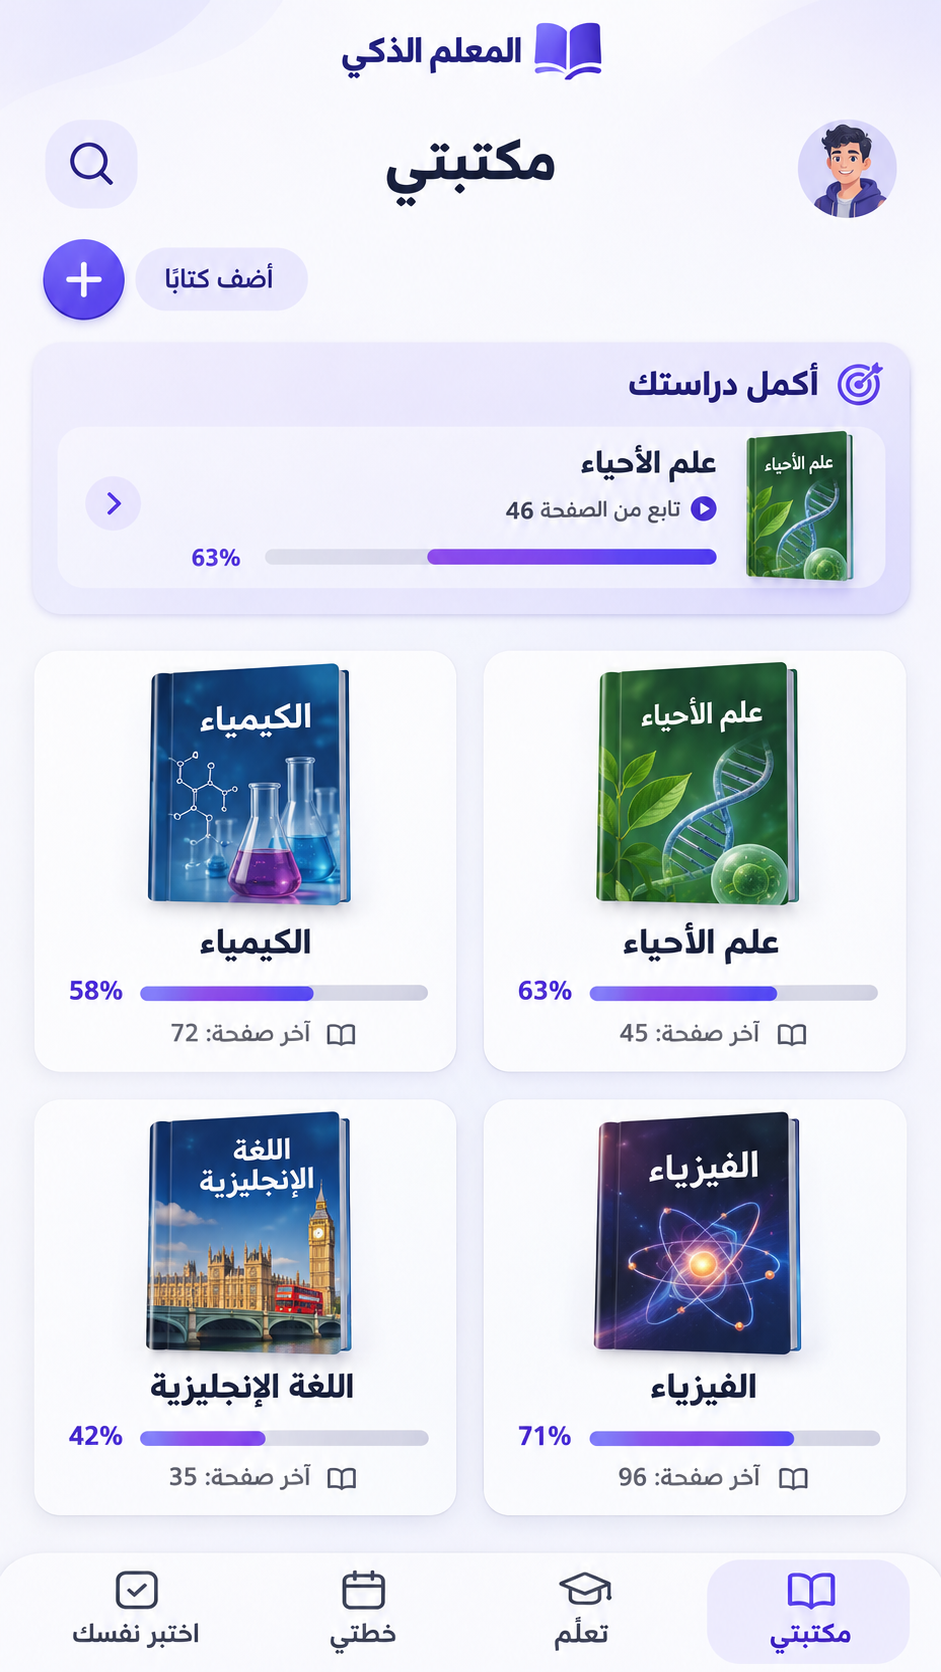 المعلم الذكي
مكتبتي
أضف كتابًا
أكمل دراستك
علم الأحياء
علم الأحياء
تابع من الصفحة 46
63%
علم الأحياء
علم الأحياء
63%
آخر صفحة: 45
الكيمياء
الكيمياء
58%
آخر صفحة: 72
الفيزياء
الفيزياء
71%
آخر صفحة: 96
اللغة
الإنجليزية
اللغة الإنجليزية
42%
آخر صفحة: 35
مكتبتي
تعلَّم
خطتي
اختبر نفسك